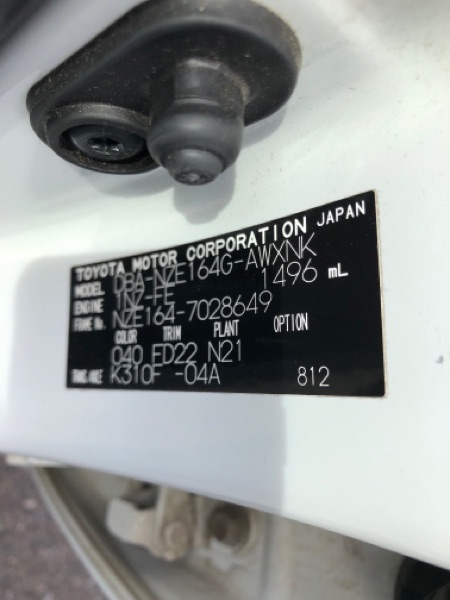 TOYOTA MOTOR CORPORATION JAPAN
MODEL DBA-NZE164G-AWXNK
ENGINE 1NZ-FE 1496 mL
FRAME No. NZE164-7028649
COLOR TRIM PLANT OPTION
040 FD22 N21
TRANS/AXLE K310F -04A 812